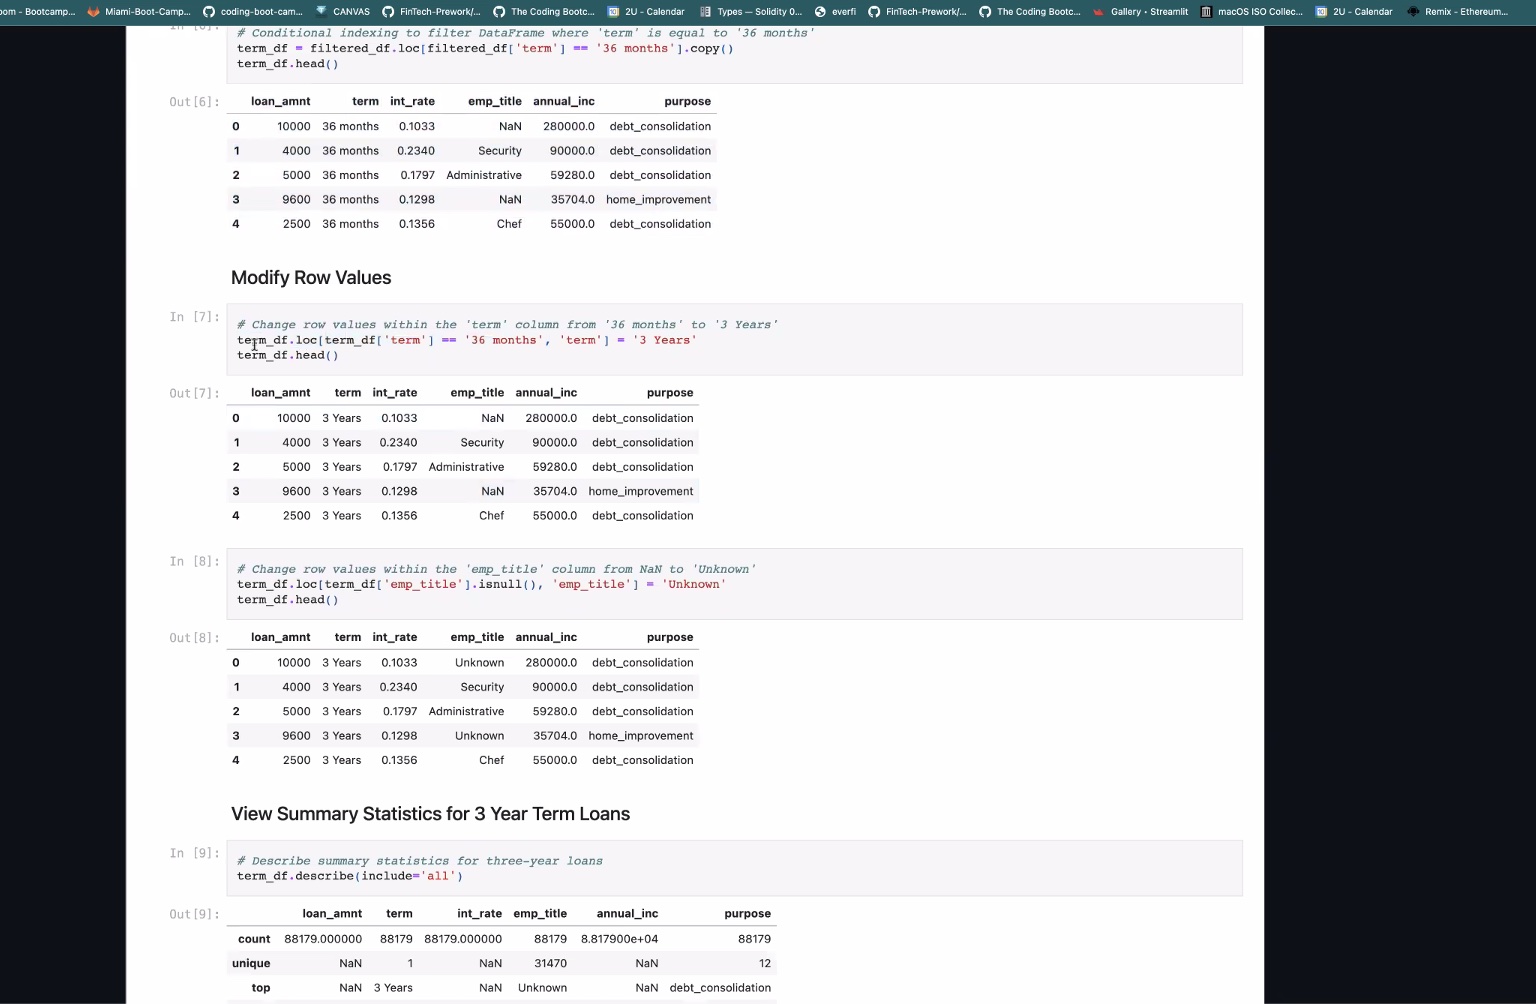 oom - Bootcamp... Miami-Boot-Camp... coding-boot-cam... CANVAS FinTech-Prework/... The Coding Bootc... 2U - Calendar Types — Solidity 0... everfi FinTech-Prework/... The Coding Bootc... Gallery • Streamlit macOS ISO Collec... 2U - Calendar Remix - Ethereum...
# Conditional indexing to filter DataFrame where 'term' is equal to '36 months'
term_df = filtered_df.loc[filtered_df['term'] == '36 months'].copy()
term_df.head()
Out[6]:
loan_amnt term int_rate emp_title annual_inc purpose
0 10000 36 months 0.1033 NaN 280000.0 debt_consolidation
1 4000 36 months 0.2340 Security 90000.0 debt_consolidation
2 5000 36 months 0.1797 Administrative 59280.0 debt_consolidation
3 9600 36 months 0.1298 NaN 35704.0 home_improvement
4 2500 36 months 0.1356 Chef 55000.0 debt_consolidation
Modify Row Values
In [7]:
# Change row values within the 'term' column from '36 months' to '3 Years'
term_df.loc[term_df['term'] == '36 months', 'term'] = '3 Years'
term_df.head()
Out[7]:
loan_amnt term int_rate emp_title annual_inc purpose
0 10000 3 Years 0.1033 NaN 280000.0 debt_consolidation
1 4000 3 Years 0.2340 Security 90000.0 debt_consolidation
2 5000 3 Years 0.1797 Administrative 59280.0 debt_consolidation
3 9600 3 Years 0.1298 NaN 35704.0 home_improvement
4 2500 3 Years 0.1356 Chef 55000.0 debt_consolidation
In [8]:
# Change row values within the 'emp_title' column from NaN to 'Unknown'
term_df.loc[term_df['emp_title'].isnull(), 'emp_title'] = 'Unknown'
term_df.head()
Out[8]:
loan_amnt term int_rate emp_title annual_inc purpose
0 10000 3 Years 0.1033 Unknown 280000.0 debt_consolidation
1 4000 3 Years 0.2340 Security 90000.0 debt_consolidation
2 5000 3 Years 0.1797 Administrative 59280.0 debt_consolidation
3 9600 3 Years 0.1298 Unknown 35704.0 home_improvement
4 2500 3 Years 0.1356 Chef 55000.0 debt_consolidation
View Summary Statistics for 3 Year Term Loans
In [9]:
# Describe summary statistics for three-year loans
term_df.describe(include='all')
Out[9]:
loan_amnt term int_rate emp_title annual_inc purpose
count 88179.000000 88179 88179.000000 88179 8.817900e+04 88179
unique NaN 1 NaN 31470 NaN 12
top NaN 3 Years NaN Unknown NaN debt_consolidation